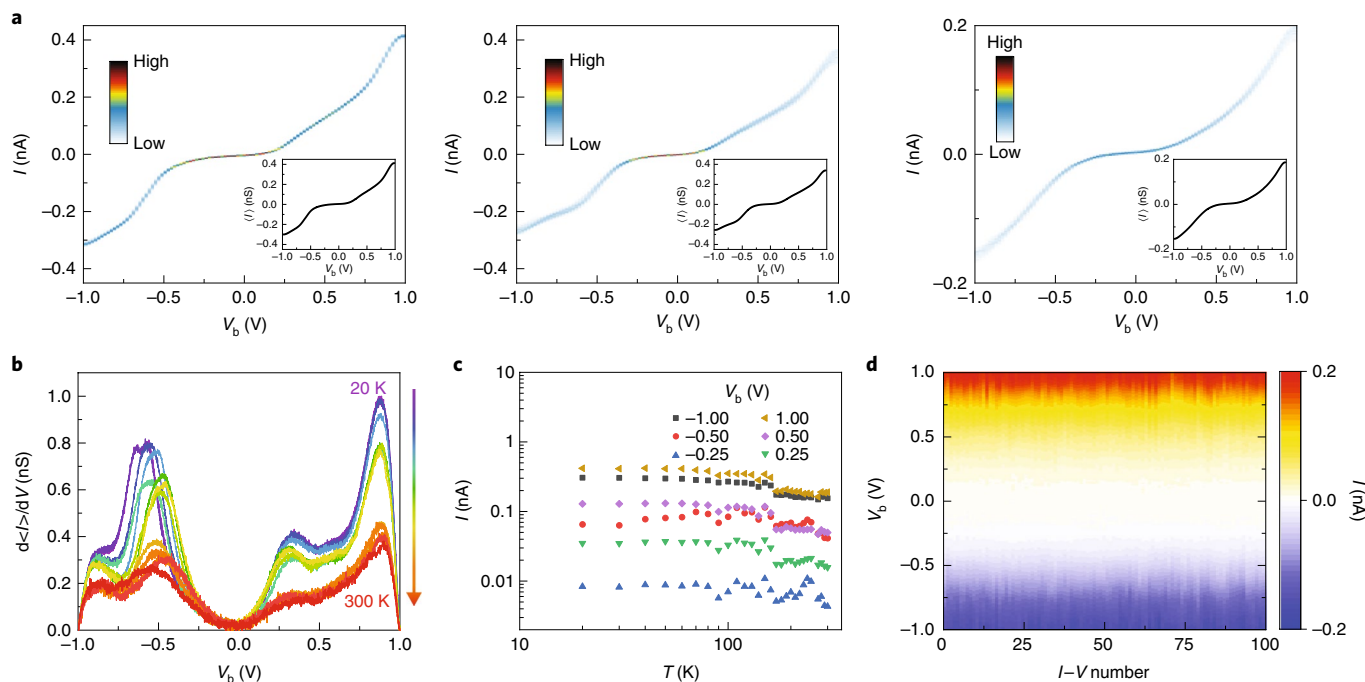 a
0.4
0.2
0.0
−0.2
−0.4
I (nA)
High
Low
−1.0 −0.5 0.0 0.5 1.0
V_b (V)
0.4
0.2
0.0
−0.2
−0.4
⟨I⟩ (nS)
−1.0 −0.5 0.0 0.5 1.0
V_b (V)
0.4
0.2
0.0
−0.2
−0.4
I (nA)
High
Low
−1.0 −0.5 0.0 0.5 1.0
V_b (V)
0.4
0.2
0.0
−0.2
−0.4
⟨I⟩ (nS)
−1.0 −0.5 0.0 0.5 1.0
V_b (V)
0.2
0.0
−0.2
I (nA)
High
Low
−1.0 −0.5 0.0 0.5 1.0
V_b (V)
0.2
0.0
−0.2
⟨I⟩ (nS)
−1.0 −0.5 0.0 0.5 1.0
V_b (V)
b
1.0
0.8
0.6
0.4
0.2
0.0
d<I>/dV (nS)
20 K
300 K
−1.0 −0.5 0 0.5 1.0
V_b (V)
c
10
1
0.1
0.01
I (nA)
V_b (V)
−1.00 1.00
−0.50 0.50
−0.25 0.25
10 100
T (K)
d
1.0
0.5
0.0
−0.5
−1.0
V_b (V)
0 25 50 75 100
I–V number
0.2
0.0
−0.2
I (nA)